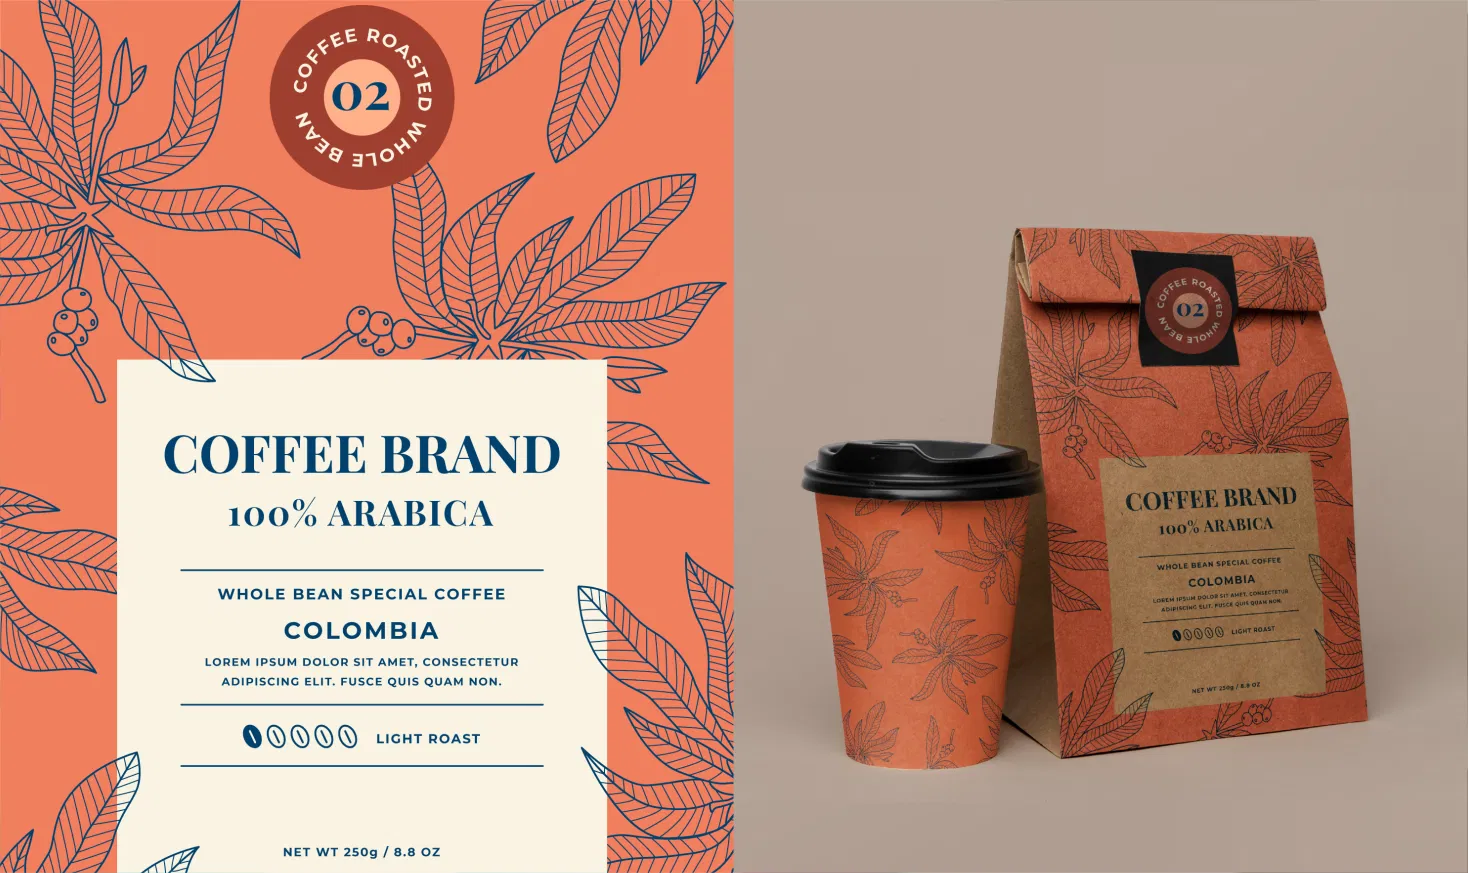 COFFEE ROASTED WHOLE BEAN
02
COFFEE BRAND
100% ARABICA
WHOLE BEAN SPECIAL COFFEE
COLOMBIA
LOREM IPSUM DOLOR SIT AMET, CONSECTETUR
ADIPISCING ELIT. FUSCE QUIS QUAM NON.
LIGHT ROAST
NET WT 250g / 8.8 OZ
COFFEE ROASTED WHOLE BEAN
02
COFFEE BRAND
100% ARABICA
WHOLE BEAN SPECIAL COFFEE
COLOMBIA
LOREM IPSUM DOLOR SIT AMET, CONSECTETUR
ADIPISCING ELIT. FUSCE QUIS QUAM NON.
LIGHT ROAST
NET WT 250g / 8.8 OZ